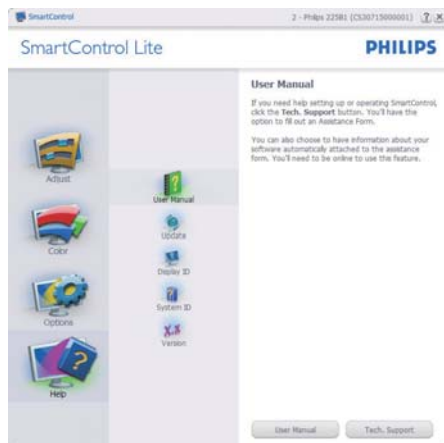 SmartControl
2 - Philips 225B1 (CS30715000001)
SmartControl Lite
PHILIPS
User Manual
If you need help setting up or operating SmartControl,
click the Tech. Support button. You'll have the
option to fill out an Assistance Form.
You can also choose to have information about your
software automatically attached to the assistance
form. You'll need to be online to use this feature.
Adjust
Color
Options
Help
User Manual
Update
Display ID
System ID
X.X
Version
User Manual
Tech. Support